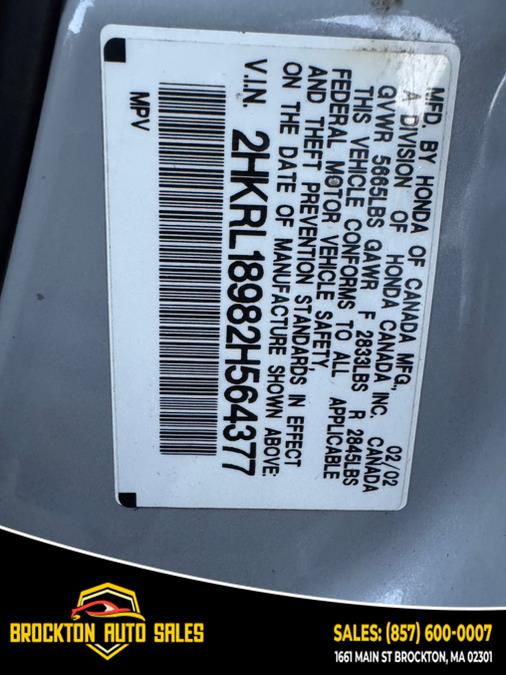 MFD. BY HONDA OF CANADA MFG., 02/02
A DIVISION OF HONDA CANADA INC. CANADA
GVWR 5665LBS GAWR F 2833LBS R 2845LBS
THIS VEHICLE CONFORMS TO ALL APPLICABLE
FEDERAL MOTOR VEHICLE SAFETY,
AND THEFT PREVENTION STANDARDS IN EFFECT
ON THE DATE OF MANUFACTURE SHOWN ABOVE:
V.I.N. 2HKRL18982H564377
MPV
BROCKTON AUTO SALES
SALES: (857) 600-0007
1661 MAIN ST BROCKTON, MA 02301